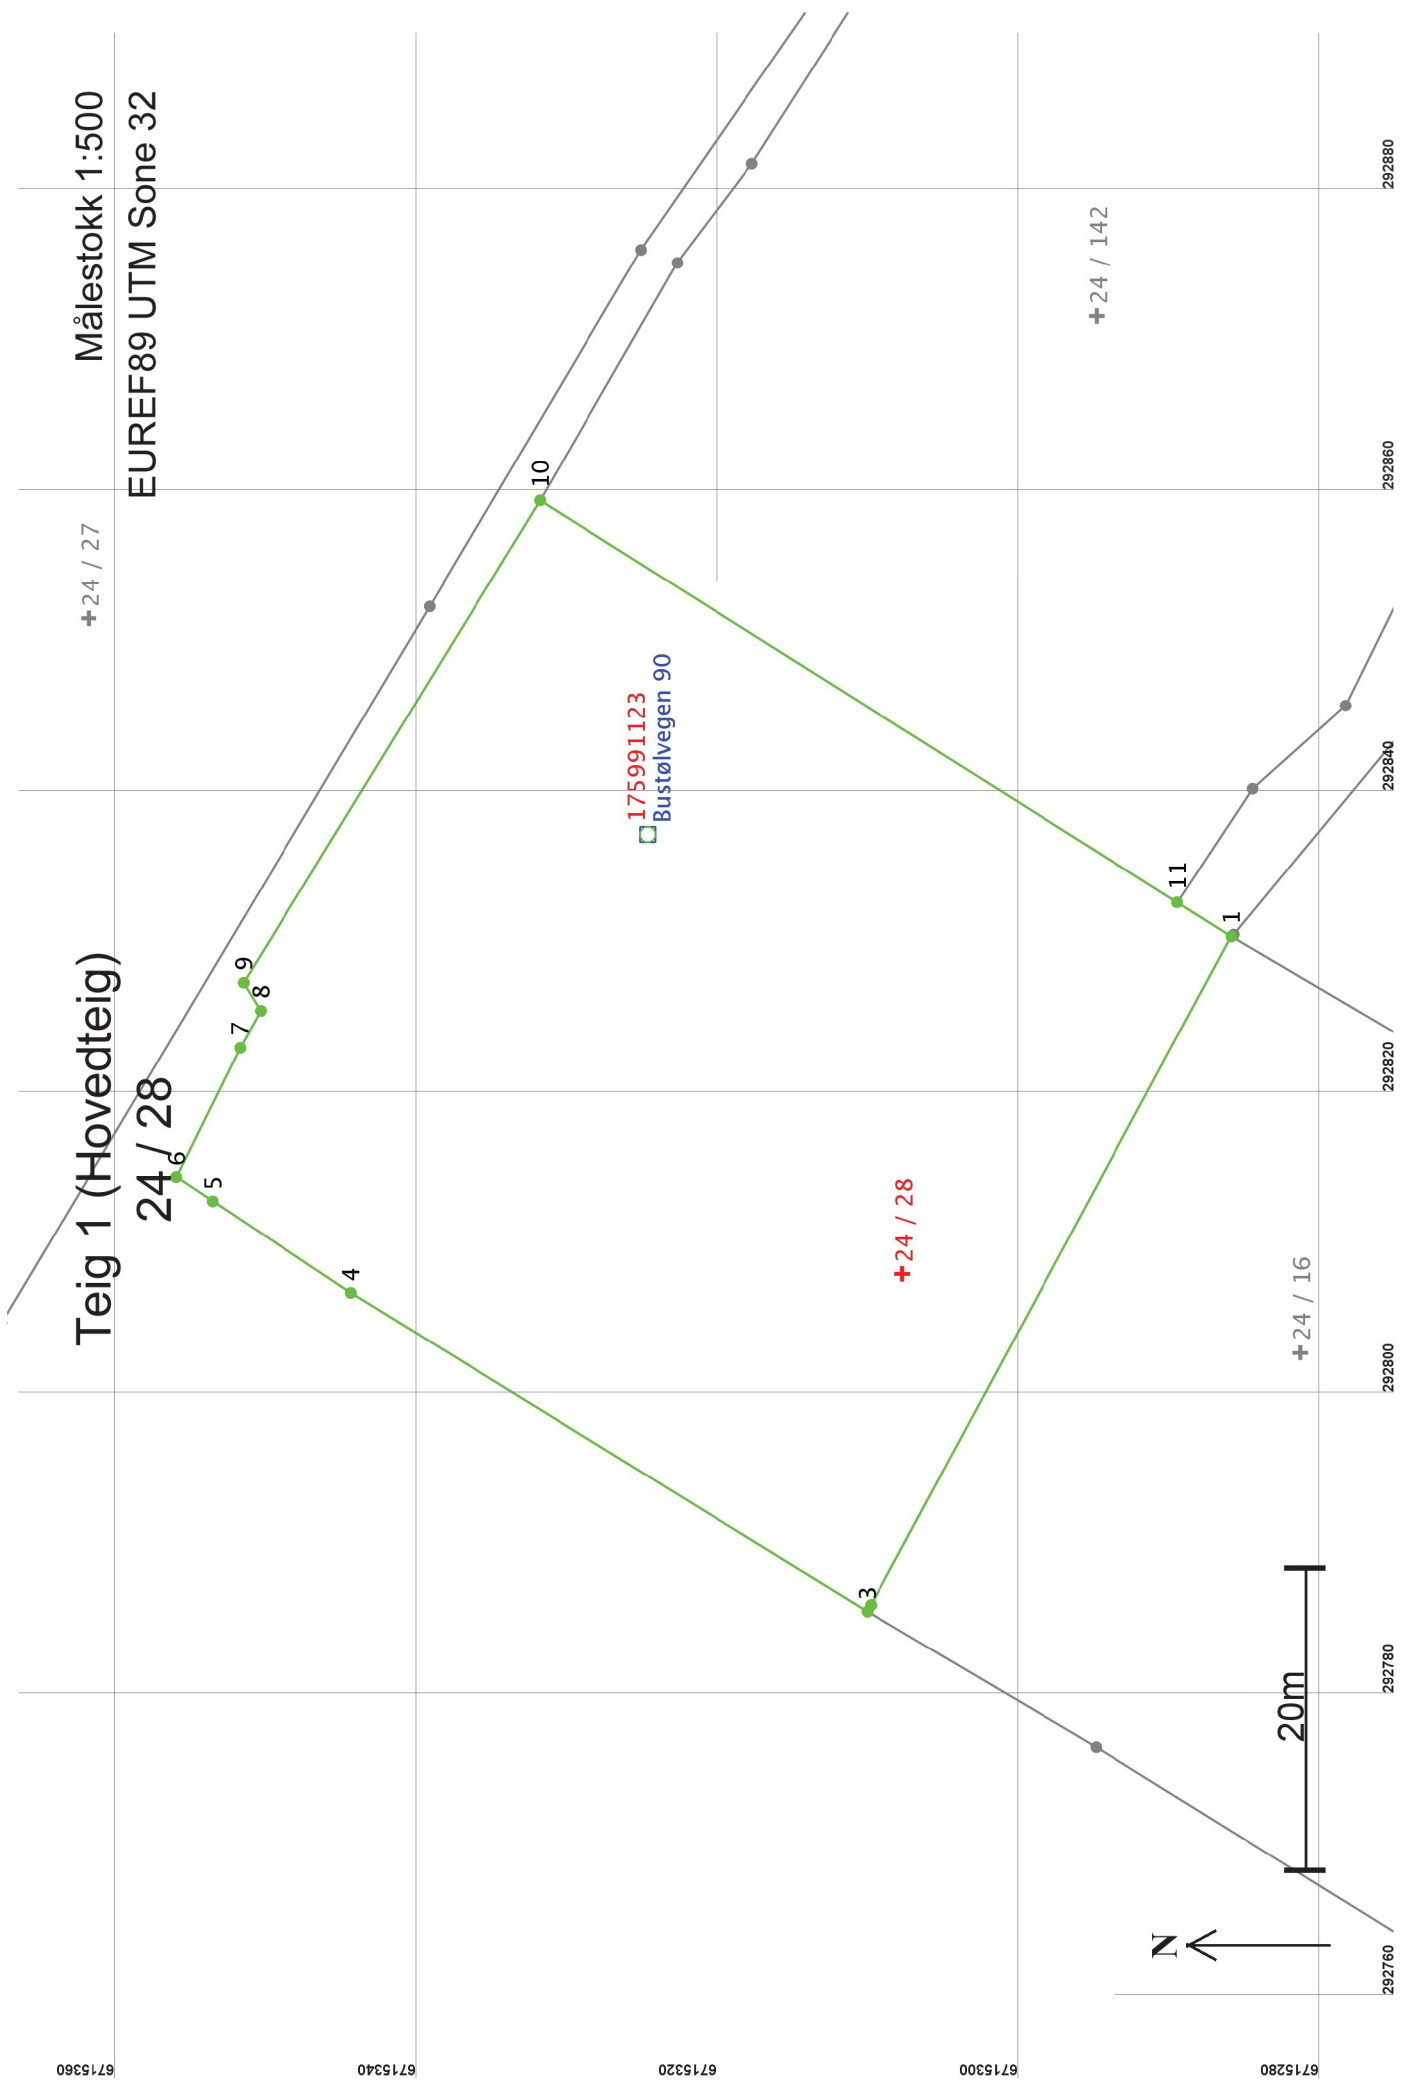 Teig 1 (Hovedteig)
24 / 28
Målestokk 1:500
EUREF89 UTM Sone 32
+24 / 27
6
5
7
8
9
4
10
175991123
Bustølvegen 90
3
+24 / 28
11
1
+24 / 142
+24 / 16
N
20m
6715360
6715340
6715320
6715300
6715280
292760
292780
292800
292820
292840
292860
292880